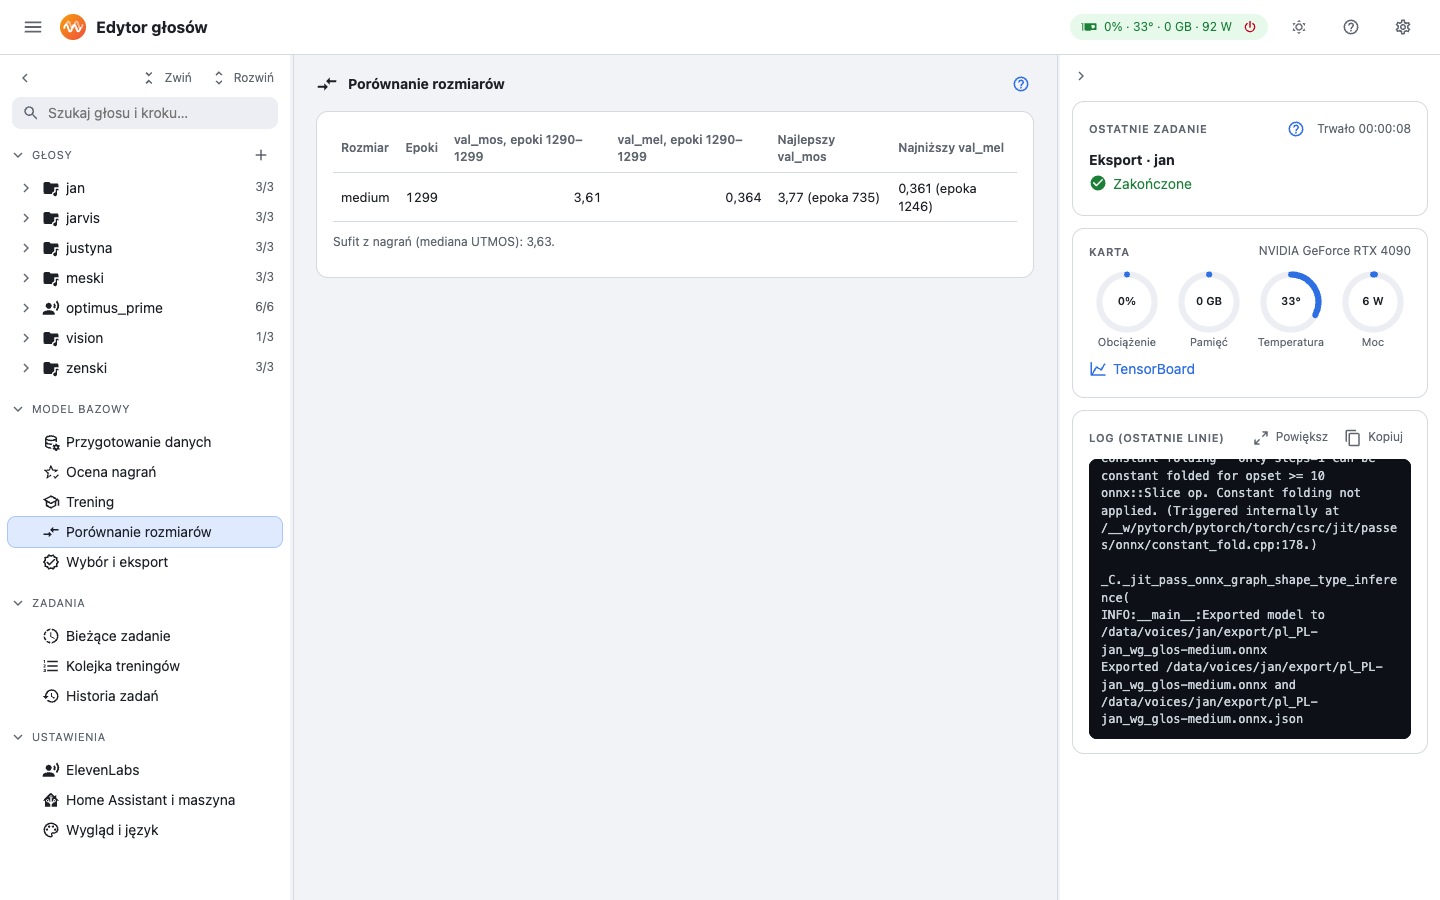 Edytor głosów
0% · 33° · 0 GB · 92 W
Zwiń
Rozwiń
Szukaj głosu i kroku...
GŁOSY
jan 3/3
jarvis 3/3
justyna 3/3
meski 3/3
optimus_prime 6/6
vision 1/3
zenski 3/3
MODEL BAZOWY
Przygotowanie danych
Ocena nagrań
Trening
Porównanie rozmiarów
Wybór i eksport
ZADANIA
Bieżące zadanie
Kolejka treningów
Historia zadań
USTAWIENIA
ElevenLabs
Home Assistant i maszyna
Wygląd i język
Porównanie rozmiarów
Rozmiar Epoki val_mos, epoki 1290–1299 val_mel, epoki 1290–1299 Najlepszy val_mos Najniższy val_mel
medium 1299 3,61 0,364 3,77 (epoka 735) 0,361 (epoka 1246)
Sufit z nagrań (mediana UTMOS): 3,63.
OSTATNIE ZADANIE
Trwało 00:00:08
Eksport · jan
Zakończone
KARTA
NVIDIA GeForce RTX 4090
0% 0 GB 33° 6 W
Obciążenie Pamięć Temperatura Moc
TensorBoard
LOG (OSTATNIE LINIE)
Powiększ
Kopiuj
Constant folding - Only steps=1 can be
constant folded for opset >= 10
onnx::Slice op. Constant folding not
applied. (Triggered internally at
/__w/pytorch/pytorch/torch/csrc/jit/passe
s/onnx/constant_fold.cpp:178.)
_C._jit_pass_onnx_graph_shape_type_infere
nce(
INFO:__main__:Exported model to
/data/voices/jan/export/pl_PL-
jan_wg_glos-medium.onnx
Exported /data/voices/jan/export/pl_PL-
jan_wg_glos-medium.onnx and
/data/voices/jan/export/pl_PL-
jan_wg_glos-medium.onnx.json